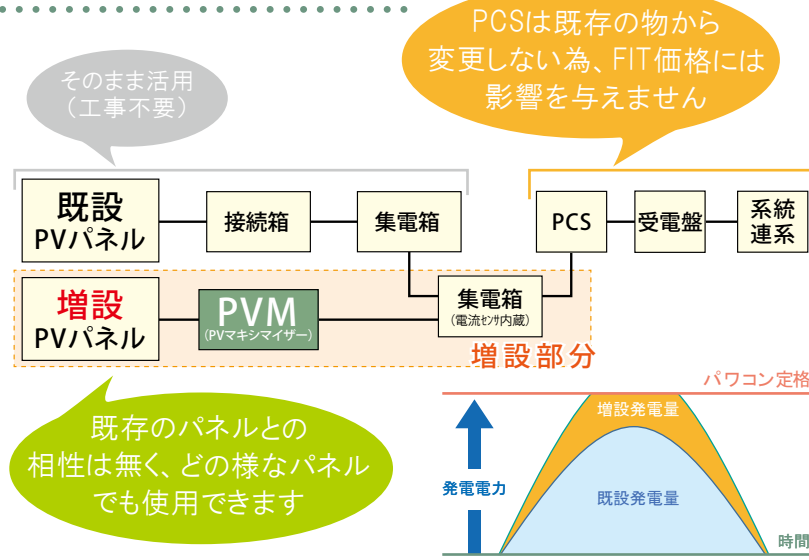 PCSは既存の物から
変更しない為、FIT価格には
影響を与えません
そのまま活用
（工事不要）
既設
PVパネル
接続箱
集電箱
PCS
受電盤
系統
連系
増設
PVパネル
PVM
（PVマキシマイザー）
集電箱
（電流センサ内蔵）
増設部分
既存のパネルとの
相性は無く、どの様なパネル
でも使用できます
パワコン定格
増設発電量
発電電力
既設発電量
時間